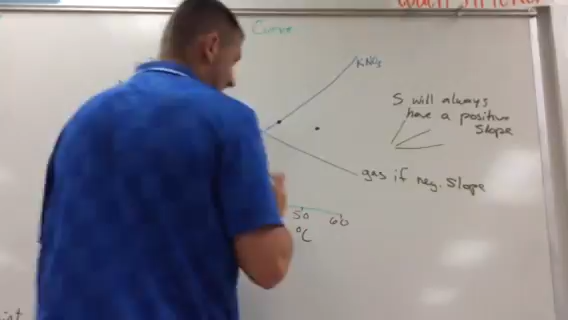 Curve
KNO3
S will always
have a positive
slope
gas if neg. slope
50
60
°C